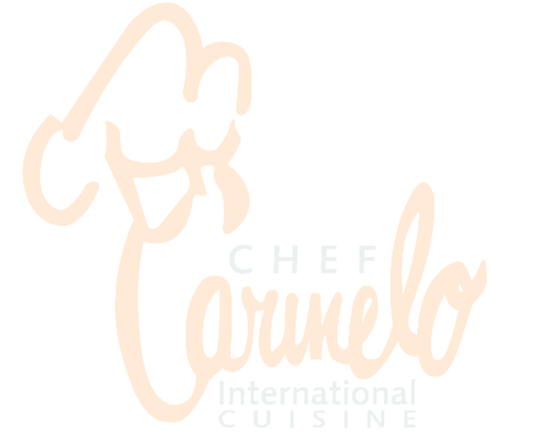 CHEF
Carmelo
International
CUISINE